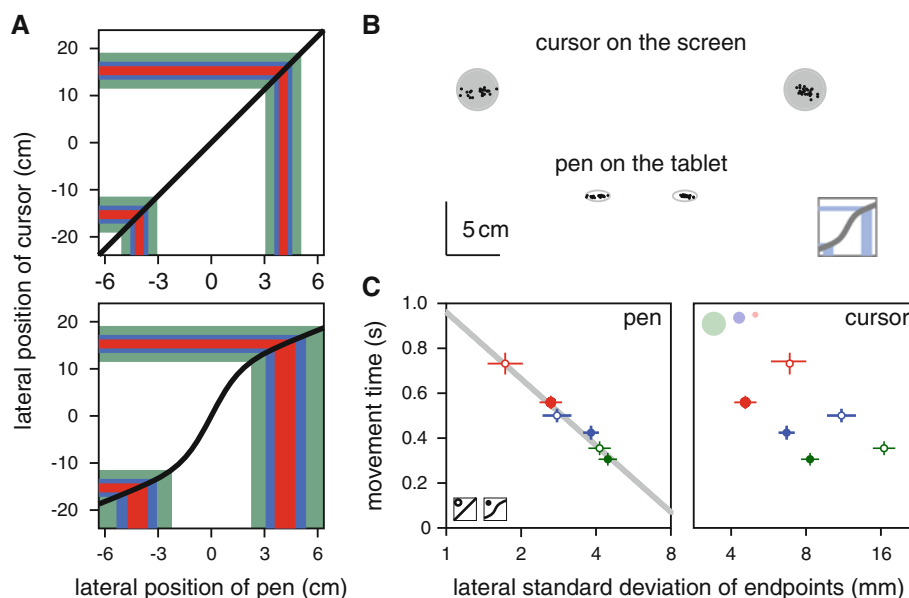 A
lateral position of cursor (cm)
20
10
0
-10
-20
-6 -3 0 3 6
20
10
0
-10
-20
-6 -3 0 3 6
lateral position of pen (cm)
B
cursor on the screen
pen on the tablet
5 cm
C
movement time (s)
1.0
0.8
0.6
0.4
0.2
0
pen
1 2 4 8
cursor
4 8 16
lateral standard deviation of endpoints (mm)